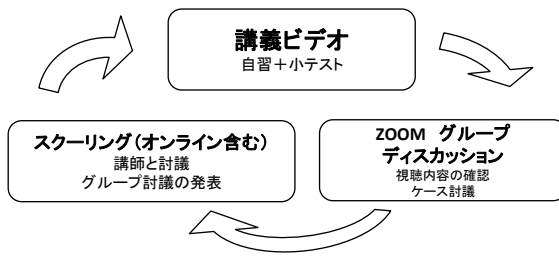 講義ビデオ
自習＋小テスト
ZOOM グループ
ディスカッション
視聴内容の確認
ケース討議
スクーリング（オンライン含む）
講師と討議
グループ討議の発表